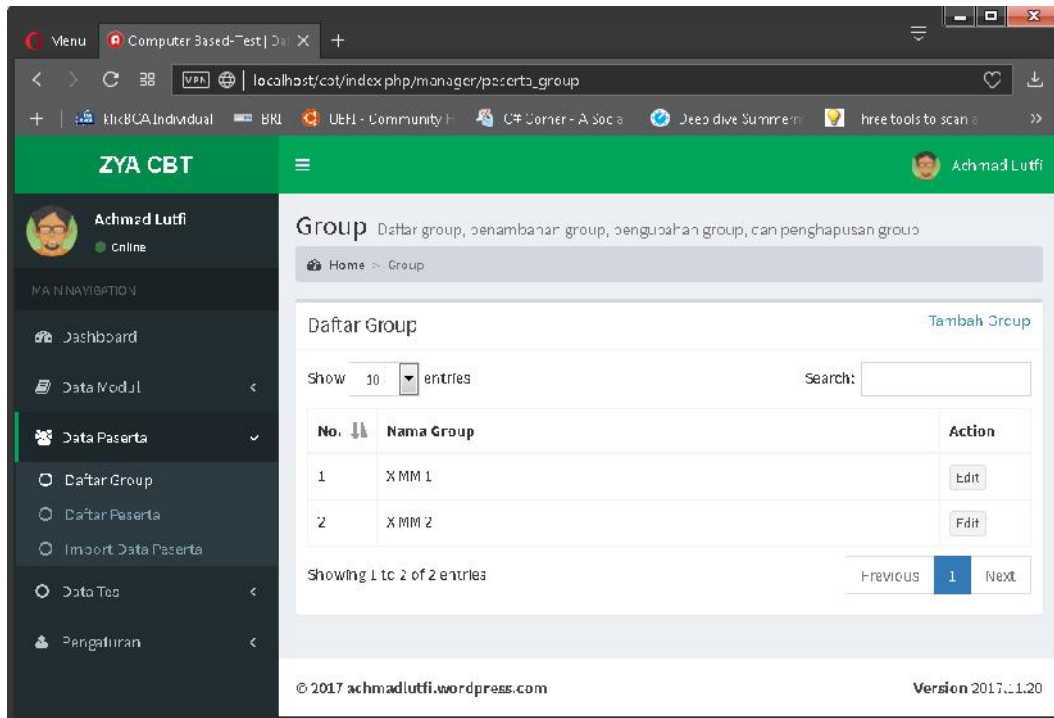 Menu Computer Based-Test | Da
VPN localhost/cbt/index.php/manager/peserta_group
klikBCA Individual BRI UEFI - Community C# Corner - A Socia Deep dive Summern hree tools to scan a
ZYA CBT Achmad Lutfi
Achmad Lutfi
Online
MAIN NAVIGATION
Dashboard
Data Modul
Data Peserta
Daftar Group
Daftar Peserta
Import Data Peserta
Data Tes
Pengaturan
Group Daftar group, penambahan group, pengubahan group, dan penghapusan group
Home > Group
Daftar Group Tambah Group
Show 10 entries Search:
No. Nama Group Action
1 X MM 1 Edit
2 X MM 2 Edit
Showing 1 to 2 of 2 entries Previous 1 Next
© 2017 achmadlutfi.wordpress.com Version 2017.11.20